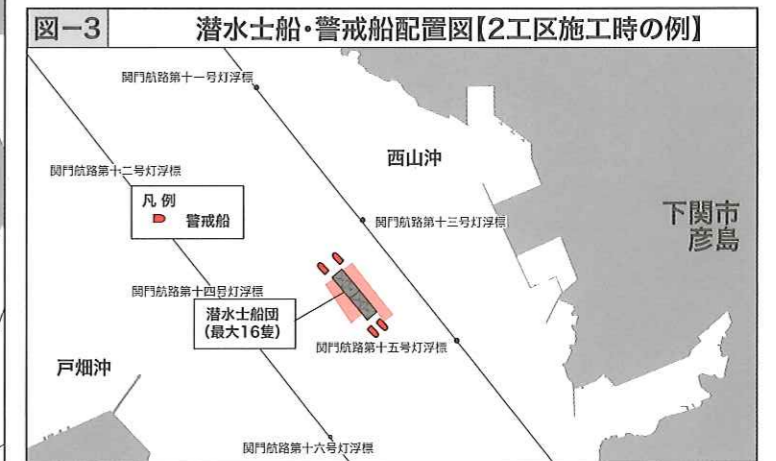 図-3
潜水士船・警戒船配置図【2工区施工時の例】
関門航路第十一号灯浮標
西山沖
関門航路第十二号灯浮標
凡 例
警戒船
関門航路第十三号灯浮標
下関市
彦島
関門航路第十四号灯浮標
潜水士船団
(最大16隻)
関門航路第十五号灯浮標
戸畑沖
関門航路第十六号灯浮標